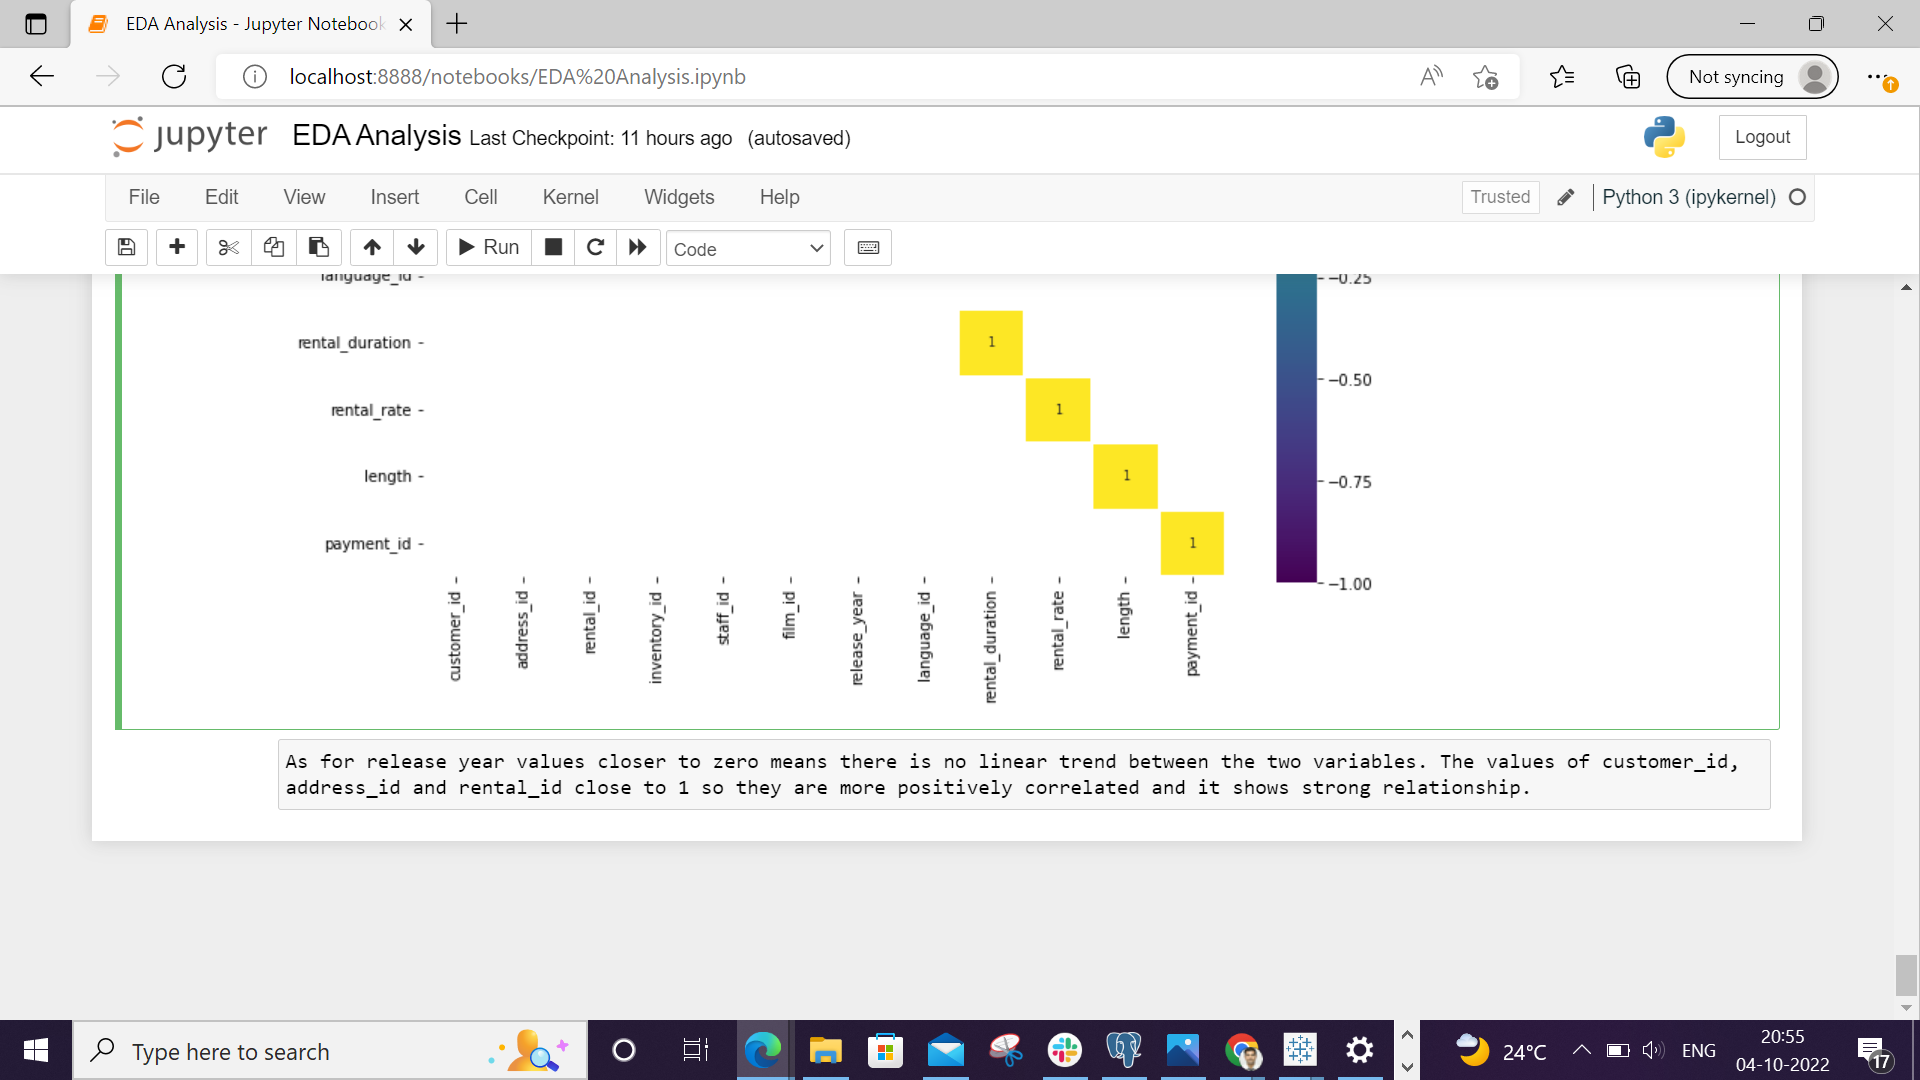 EDA Analysis - Jupyter Notebook
localhost:8888/notebooks/EDA%20Analysis.ipynb
Not syncing
jupyter EDA Analysis Last Checkpoint: 11 hours ago (autosaved)
Logout
File Edit View Insert Cell Kernel Widgets Help
Trusted
Python 3 (ipykernel)
Run
Code
language_id
−0.25
rental_duration
1
−0.50
rental_rate
1
length
1
−0.75
payment_id
1
−1.00
customer_id
address_id
rental_id
inventory_id
staff_id
film_id
release_year
language_id
rental_duration
rental_rate
length
payment_id
As for release year values closer to zero means there is no linear trend between the two variables. The values of customer_id,
address_id and rental_id close to 1 so they are more positively correlated and it shows strong relationship.
Type here to search
24°C
ENG
20:55
04-10-2022
17